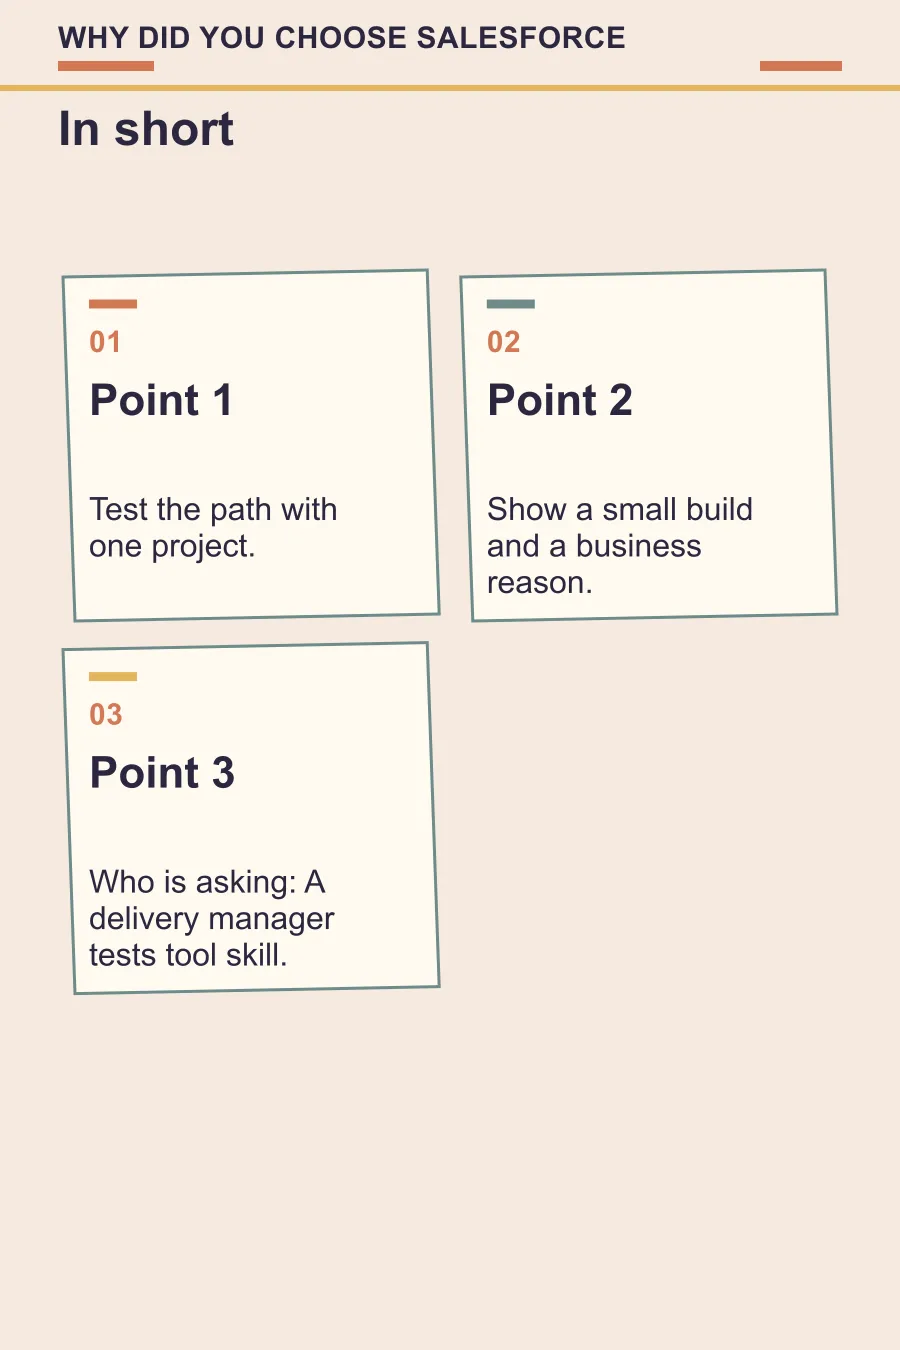 WHY DID YOU CHOOSE SALESFORCE
In short
01
Point 1
Test the path with
one project.
02
Point 2
Show a small build
and a business
reason.
03
Point 3
Who is asking: A
delivery manager
tests tool skill.